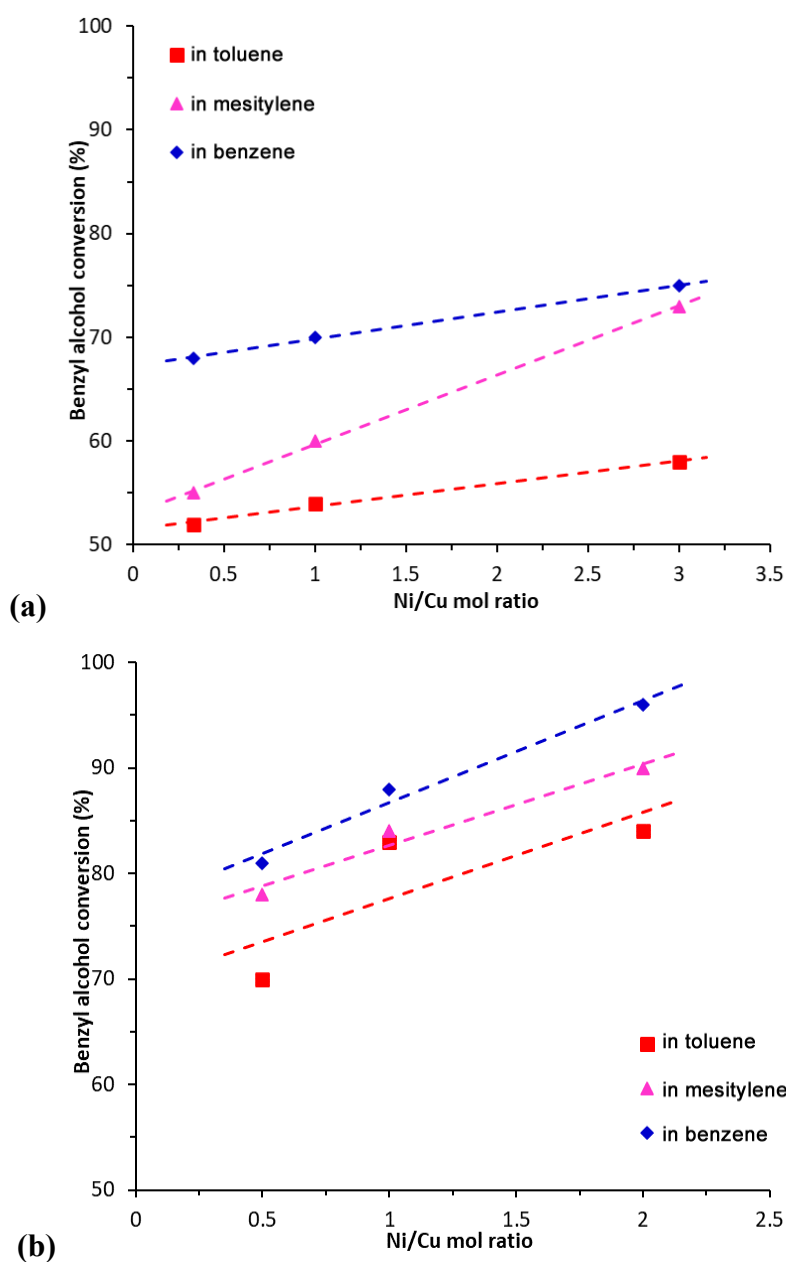 100
90
80
70
60
50
Benzyl alcohol conversion (%)
in toluene
in mesitylene
in benzene
0 0.5 1 1.5 2 2.5 3 3.5
Ni/Cu mol ratio
(a)
100
90
80
70
60
50
Benzyl alcohol conversion (%)
in toluene
in mesitylene
in benzene
0 0.5 1 1.5 2 2.5
Ni/Cu mol ratio
(b)